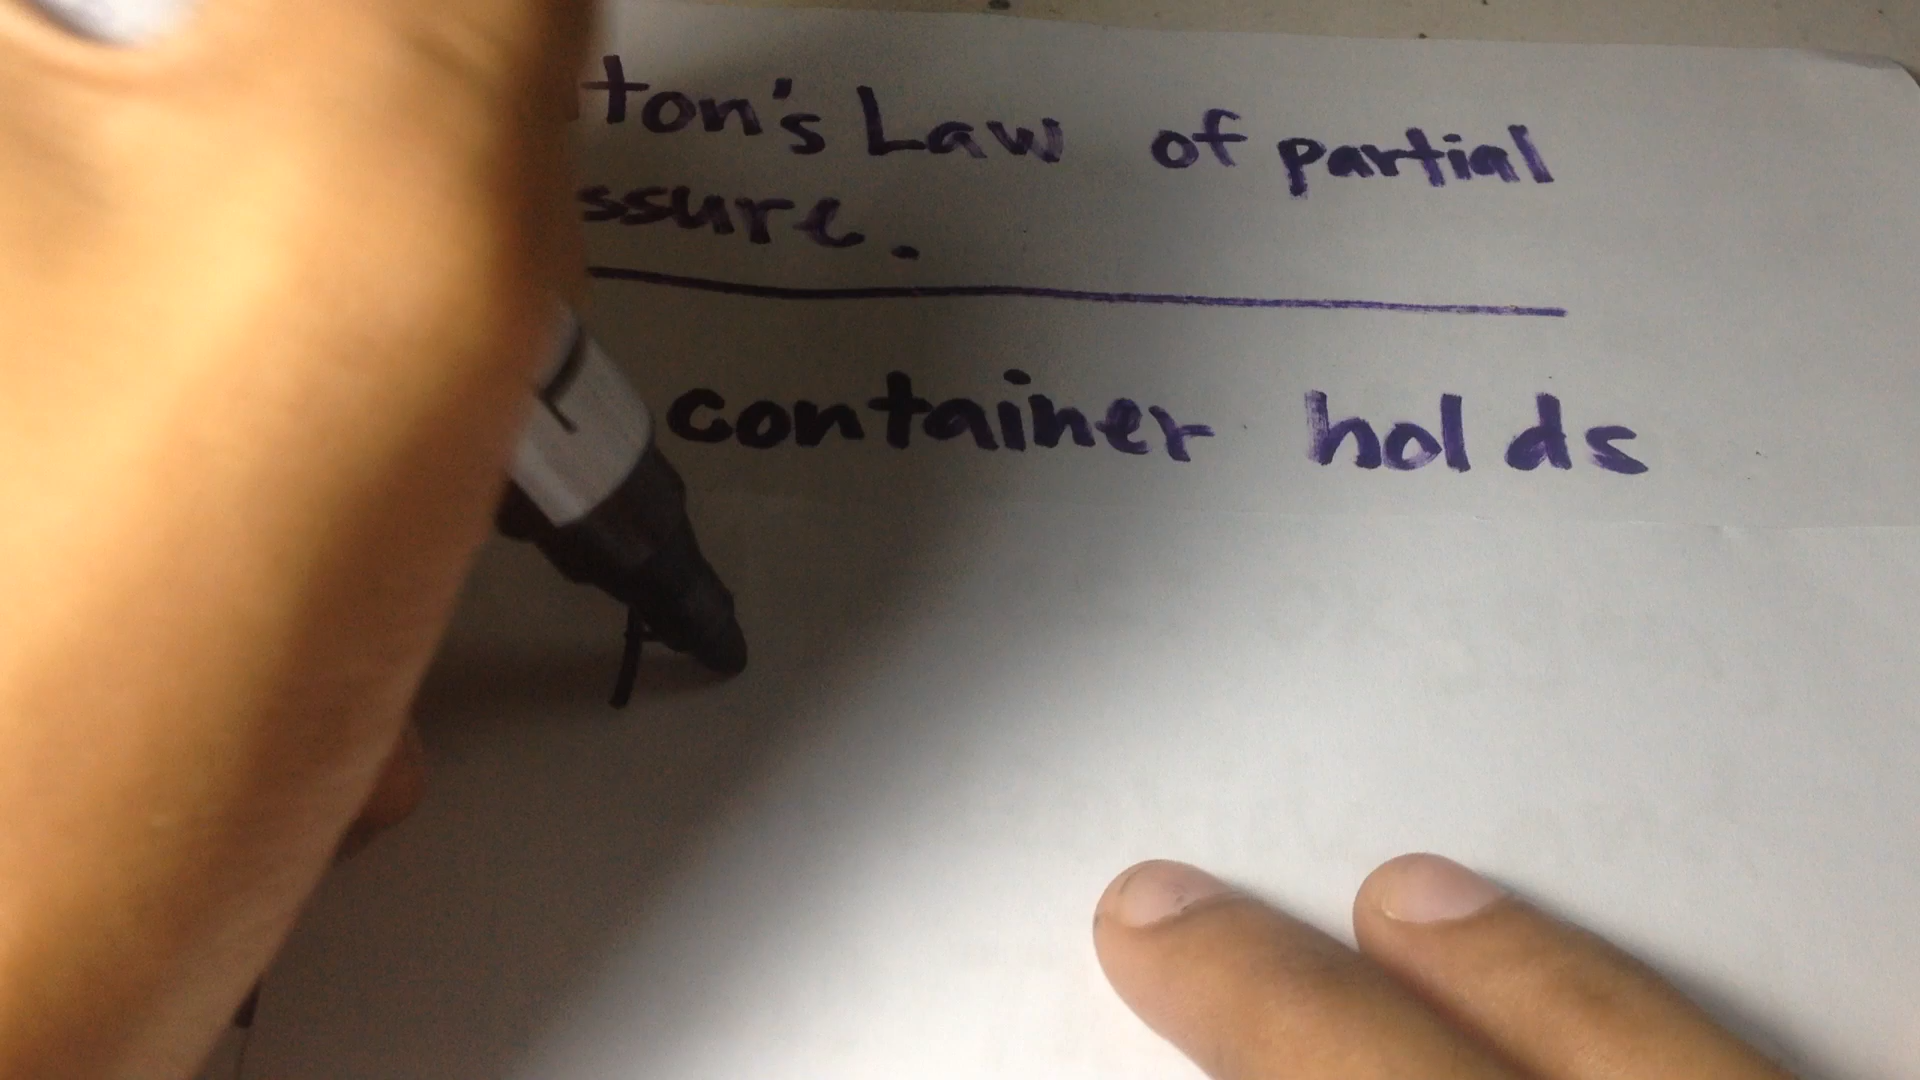 ton's Law of partial
ssure.
container holds